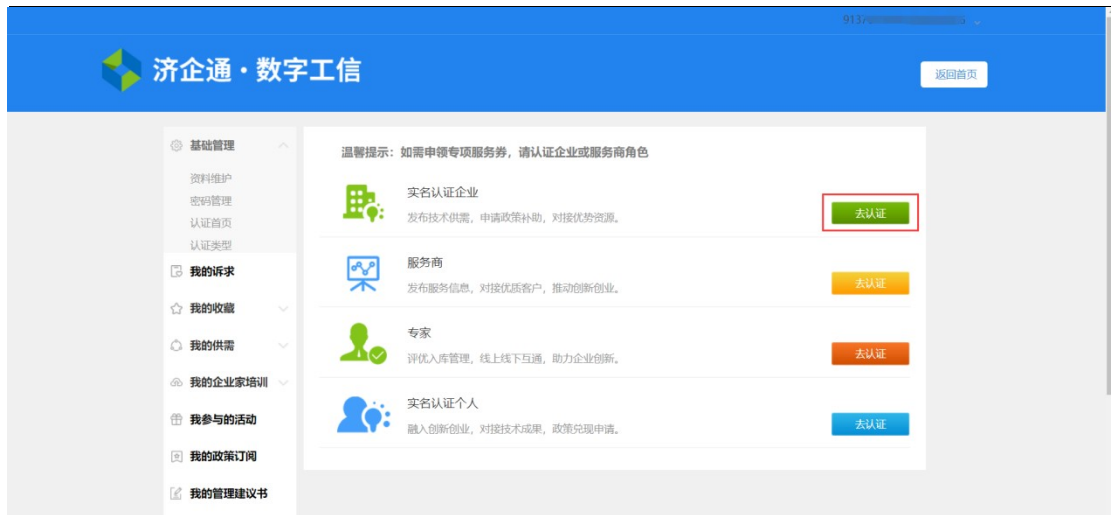 济企通·数字工信
返回首页
基础管理
资料维护
密码管理
认证首页
认证类型
我的诉求
我的收藏
我的供需
我的企业家培训
我参与的活动
我的政策订阅
我的管理建议书
温馨提示：如需申领专项服务券，请认证企业或服务商角色
实名认证企业
发布技术供需，申请政策补助，对接优势资源。
去认证
服务商
发布服务信息，对接优质客户，推动创新创业。
去认证
专家
评优入库管理，线上线下互通，助力企业创新。
去认证
实名认证个人
融入创新创业，对接技术成果，政策兑现申请。
去认证